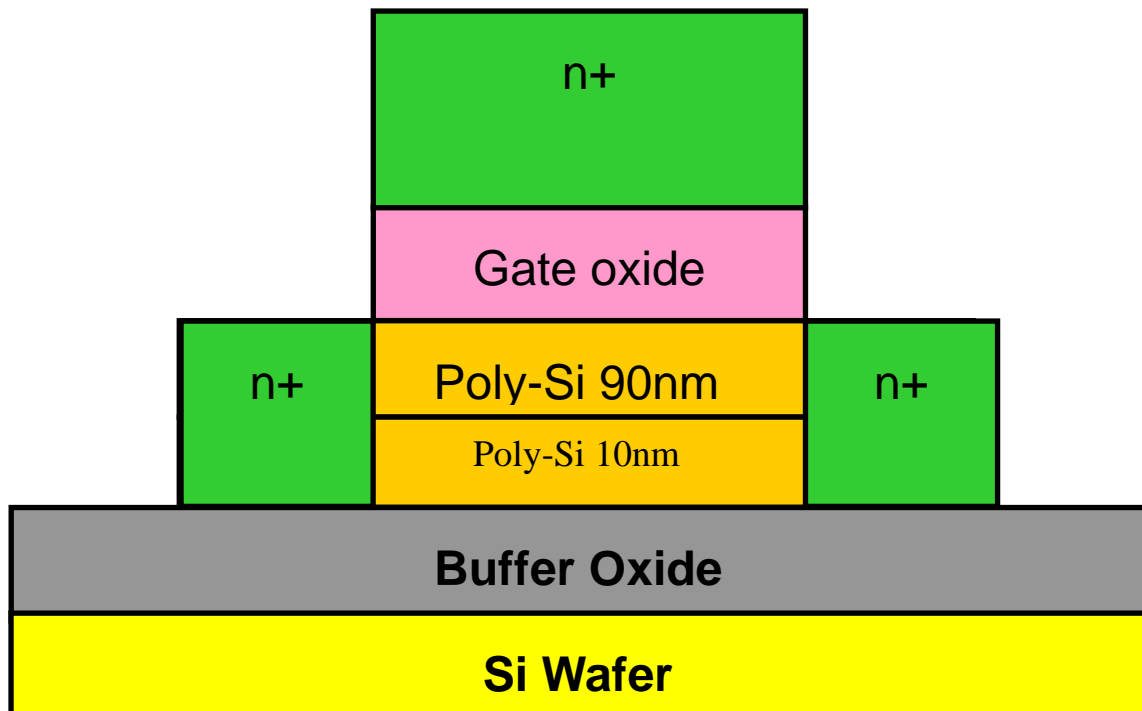 n+
Gate oxide
n+
Poly-Si 90nm
n+
Poly-Si 10nm
Buffer Oxide
Si Wafer